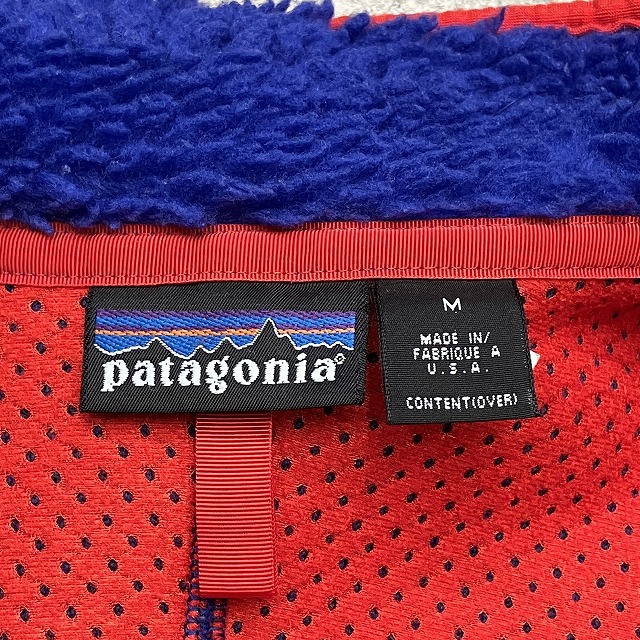 patagonia®
M
MADE IN/
FABRIQUE A
U.S.A.
CONTENT(OVER)